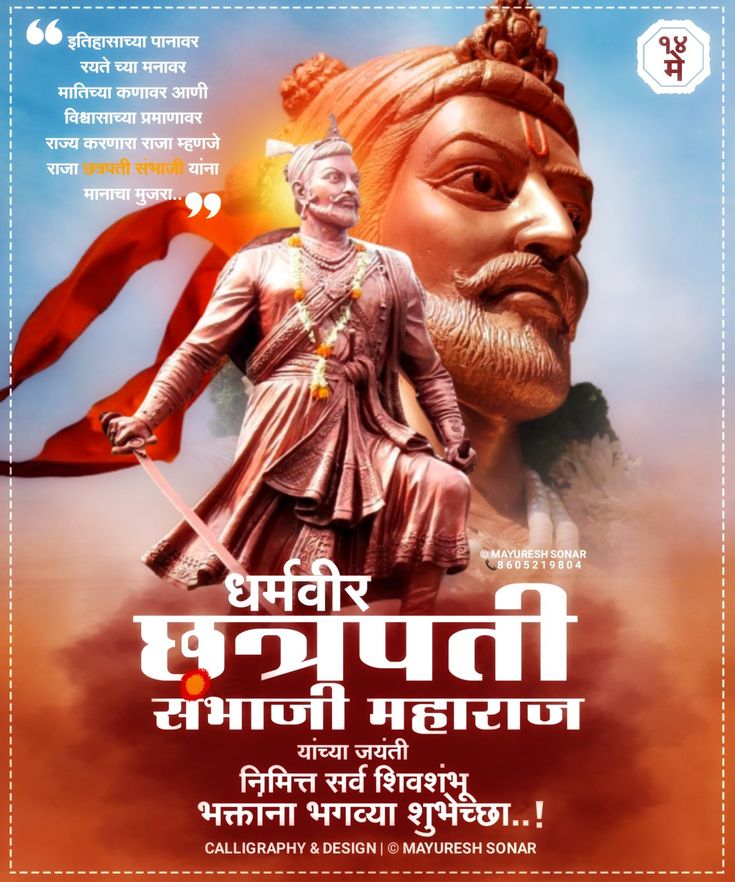 ❝ इतिहासाच्या पानावर
रयते च्या मनावर
मातिच्या कणावर आणी
विश्वासाच्या प्रमाणावर
राज्य करणारा राजा म्हणजे
राजा छत्रपती संभाजी यांना
मानाचा मुजरा.. ❞
१४
मे
© MAYURESH SONAR
8605219804
धर्मवीर
छत्रपती
संभाजी महाराज
यांच्या जयंती
निमित्त सर्व शिवशंभू
भक्तांना भगव्या शुभेच्छा..!
CALLIGRAPHY & DESIGN | © MAYURESH SONAR